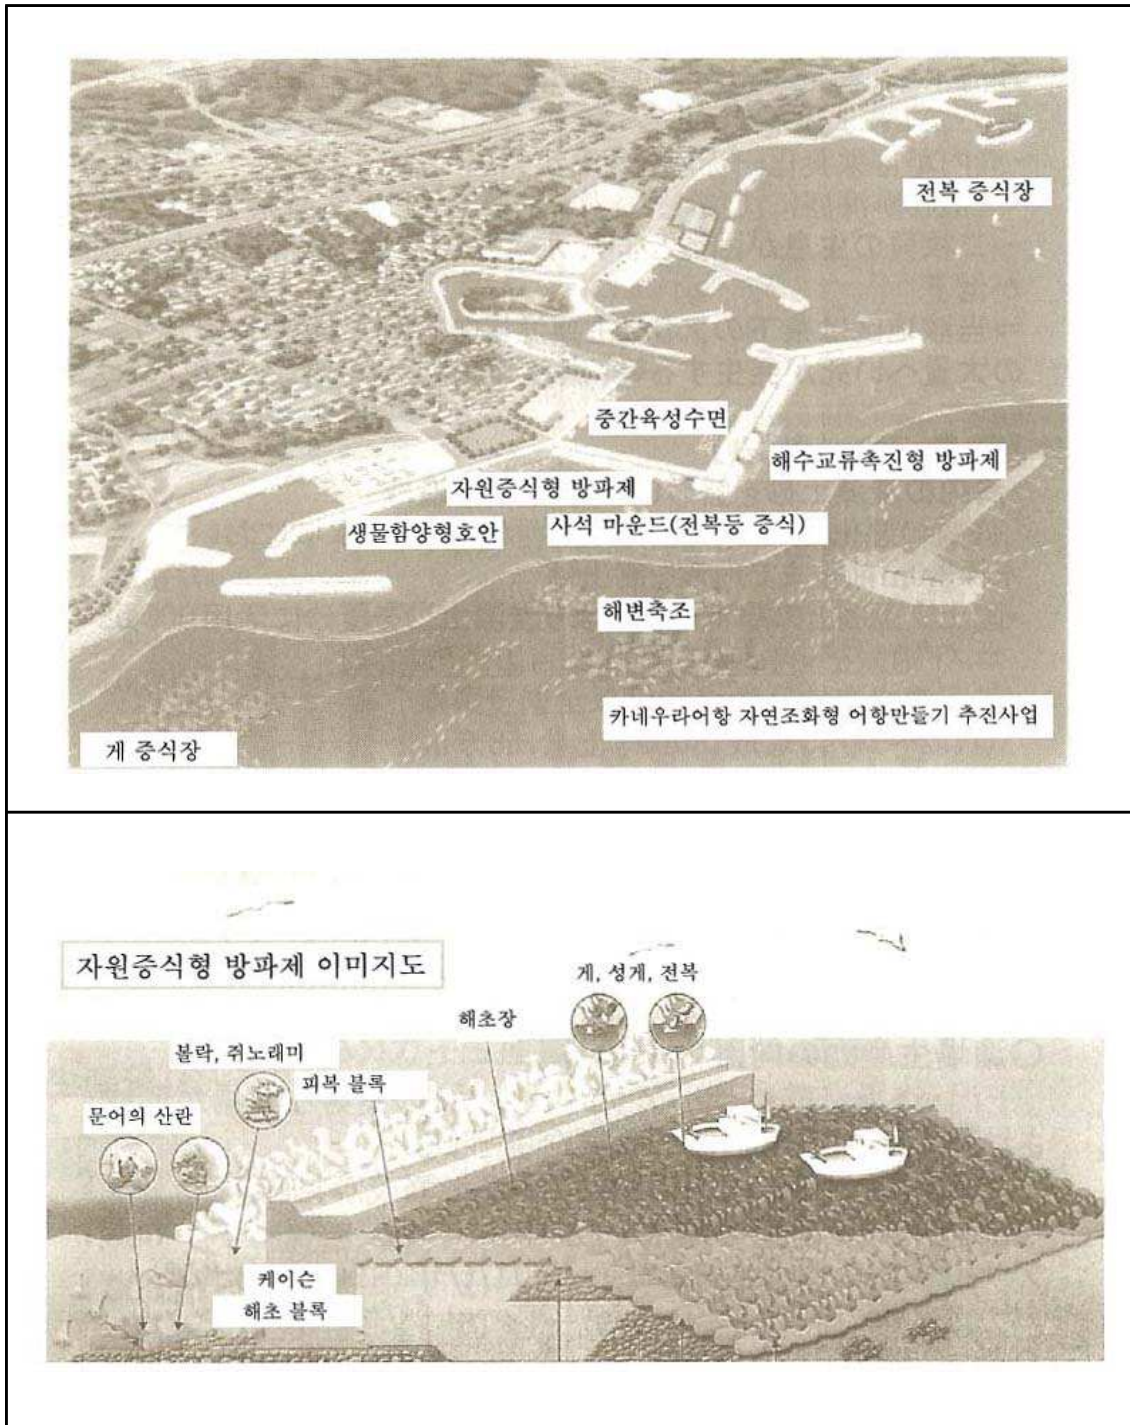 전복 증식장
중간육성수면
해수교류촉진형 방파제
자원증식형 방파제
생물함양형호안
사석 마운드(전복등 증식)
해변축조
카네우라어항 자연조화형 어항만들기 추진사업
게 증식장
자원증식형 방파제 이미지도
게, 성게, 전복
해초장
볼락, 쥐노래미
피복 블록
문어의 산란
케이슨
해초 블록